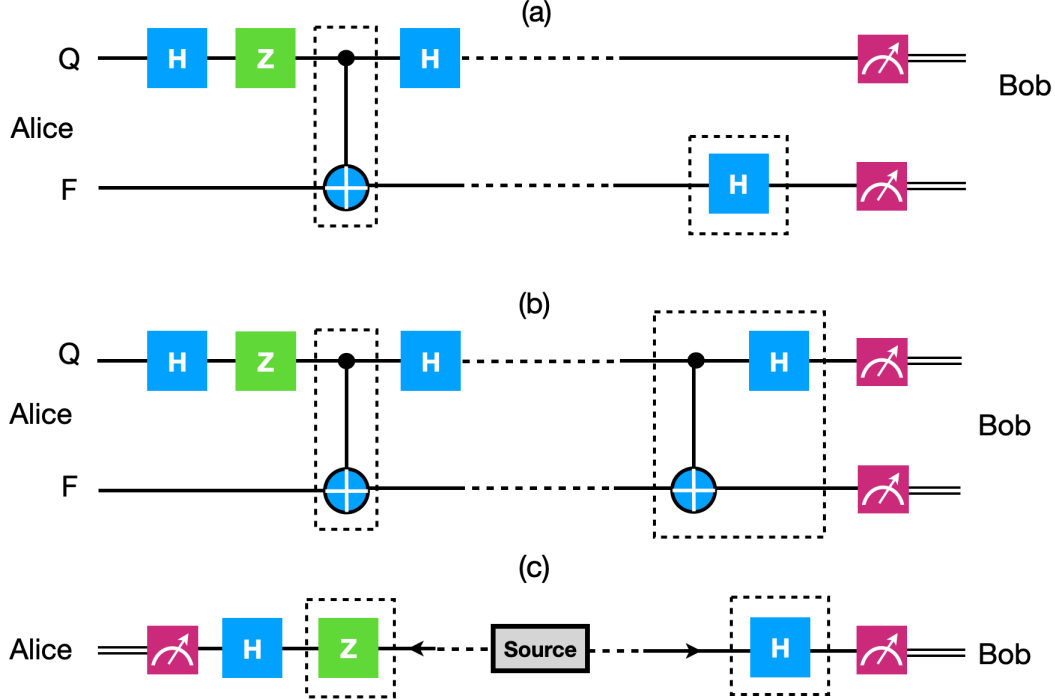 (a)
Q H Z H
Alice Bob
F H
(b)
Q H Z H H
Alice Bob
F
(c)
Alice H Z Source H Bob